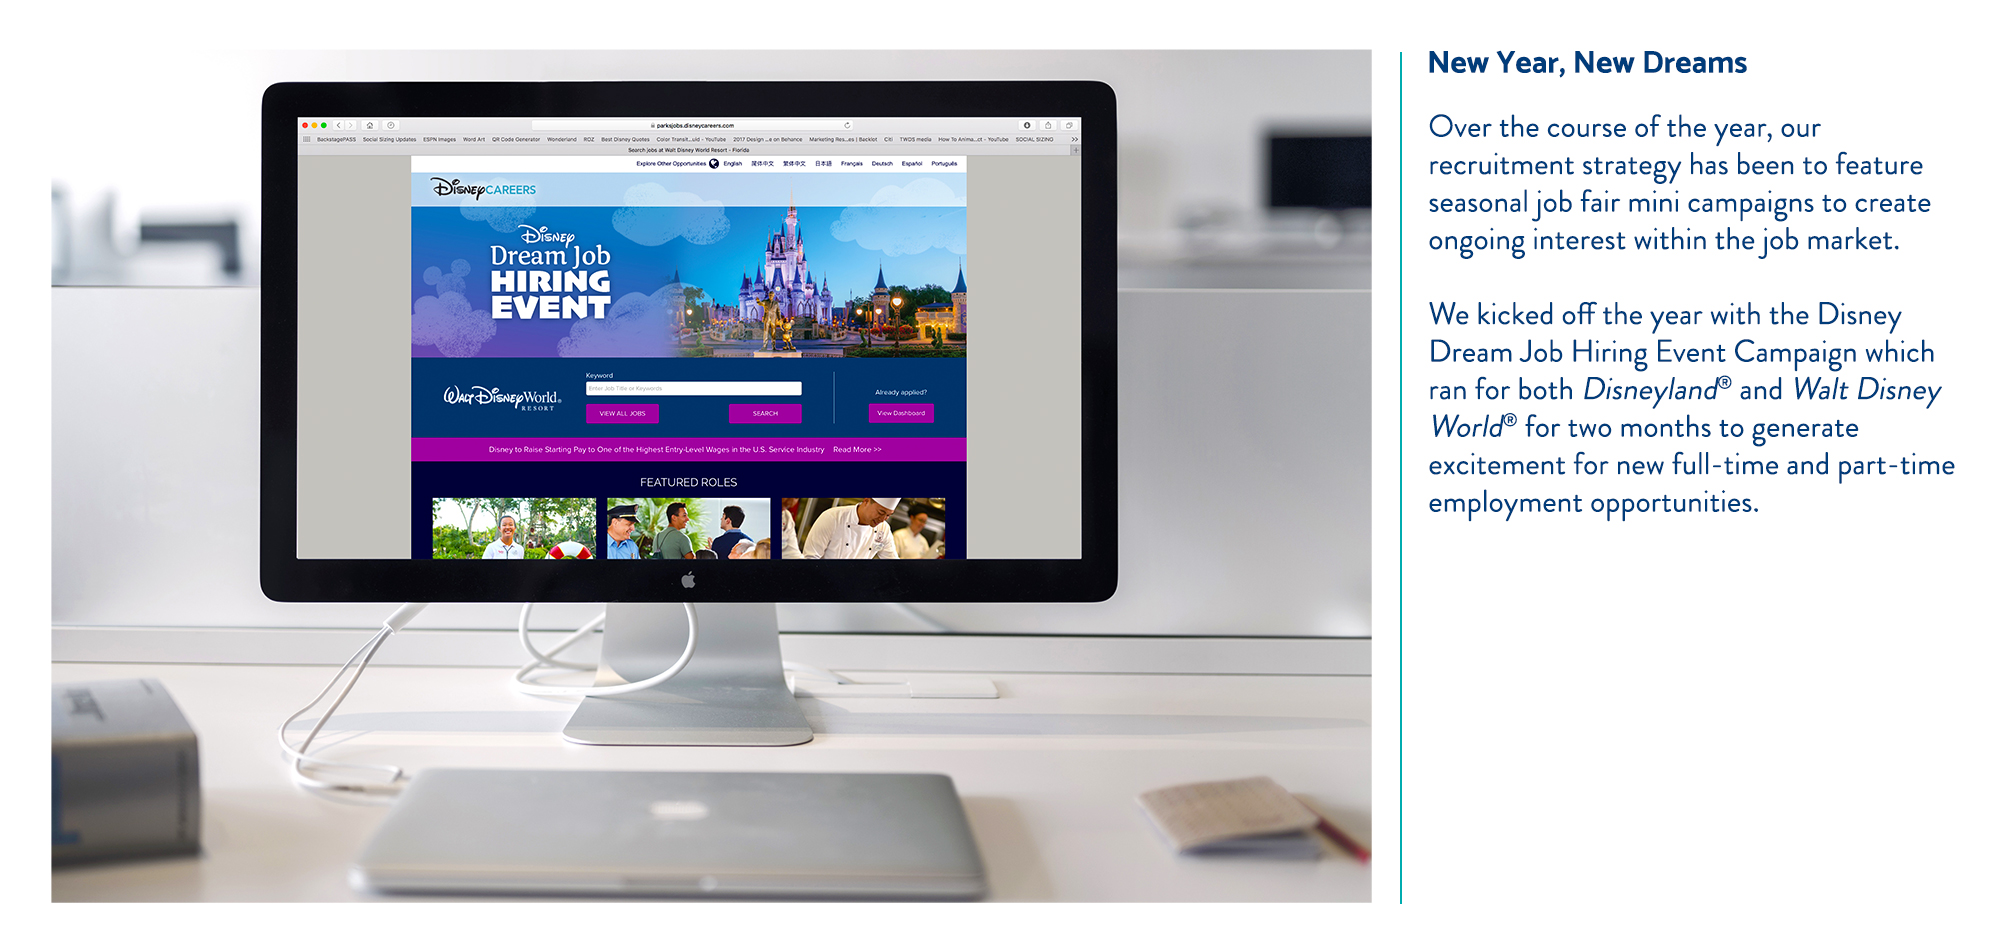 parksjobs.disneycareers.com
BackstagePASS Social Sizing Updates ESPN Images Word Art QR Code Generator Wonderland ROZ Best Disney Quotes Color Transit...uid - YouTube 2017 Design ...e on Behance Marketing Res...es | Backlot Citi TWDS media How To Anima...ct - YouTube SOCIAL SIZING >>
Search jobs at Walt Disney World Resort - Florida
Explore Other Opportunities English 简体中文 繁体中文 日本語 Français Deutsch Español Português
Disney CAREERS
Disney
Dream Job
HIRING
EVENT
Walt Disney World®
RESORT
Keyword
Enter Job Title or Keywords
VIEW ALL JOBS
SEARCH
Already applied?
View Dashboard
Disney to Raise Starting Pay to One of the Highest Entry-Level Wages in the U.S. Service Industry Read More >>
FEATURED ROLES
New Year, New Dreams
Over the course of the year, our
recruitment strategy has been to feature
seasonal job fair mini campaigns to create
ongoing interest within the job market.
We kicked off the year with the Disney
Dream Job Hiring Event Campaign which
ran for both Disneyland® and Walt Disney
World® for two months to generate
excitement for new full-time and part-time
employment opportunities.